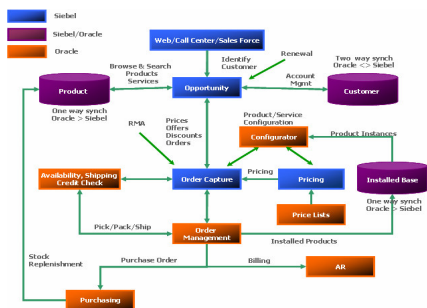 Siebel
Siebel/Oracle
Oracle
Web/Call Center/Sales Force
Identify
Customer
Renewal
Two way synch
Oracle <> Siebel
Browse & Search
Products
Services
Product
Opportunity
Account
Mgmt
Customer
One way synch
Oracle > Siebel
RMA
Prices
Offers
Discounts
Orders
Product/Service
Configuration
Configurator
Product Instances
Availability, Shipping
Credit Check
Order Capture
Pricing
Pricing
Installed Base
One way synch
Oracle > Siebel
Price Lists
Pick/Pack/Ship
Order
Management
Installed Products
Stock
Replenishment
Purchase Order
Billing
AR
Purchasing